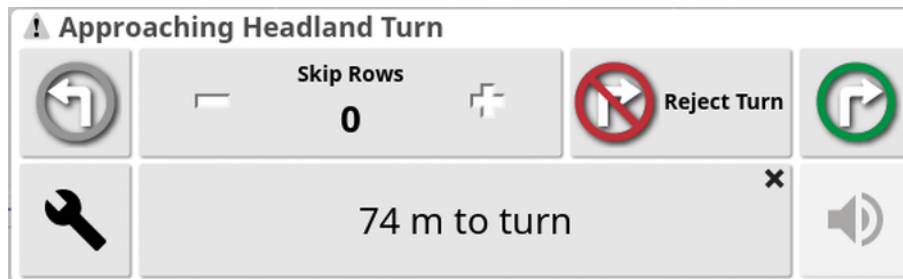 Approaching Headland Turn
Skip Rows
0
Reject Turn
74 m to turn